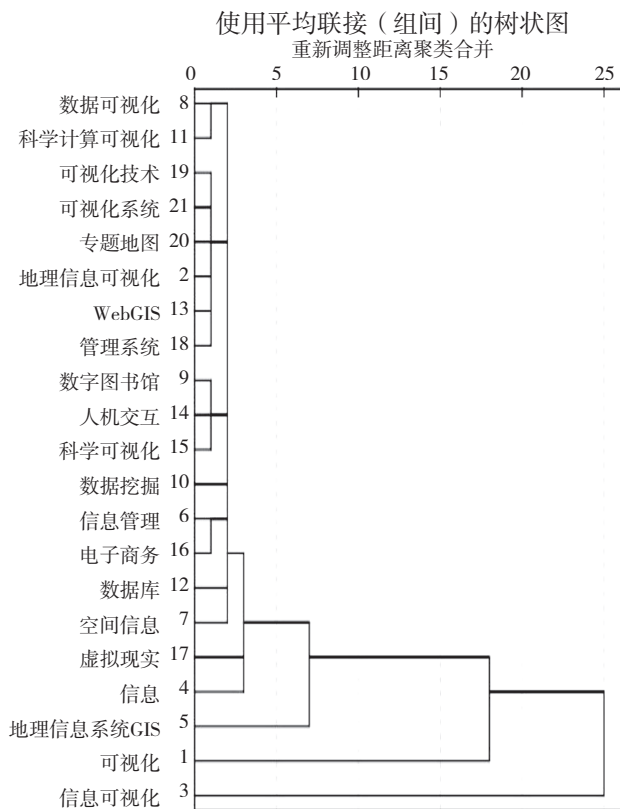 使用平均联接（组间）的树状图
重新调整距离聚类合并
0 5 10 15 20 25
数据可视化 8
科学计算可视化 11
可视化技术 19
可视化系统 21
专题地图 20
地理信息可视化 2
WebGIS 13
管理系统 18
数字图书馆 9
人机交互 14
科学可视化 15
数据挖掘 10
信息管理 6
电子商务 16
数据库 12
空间信息 7
虚拟现实 17
信息 4
地理信息系统GIS 5
可视化 1
信息可视化 3